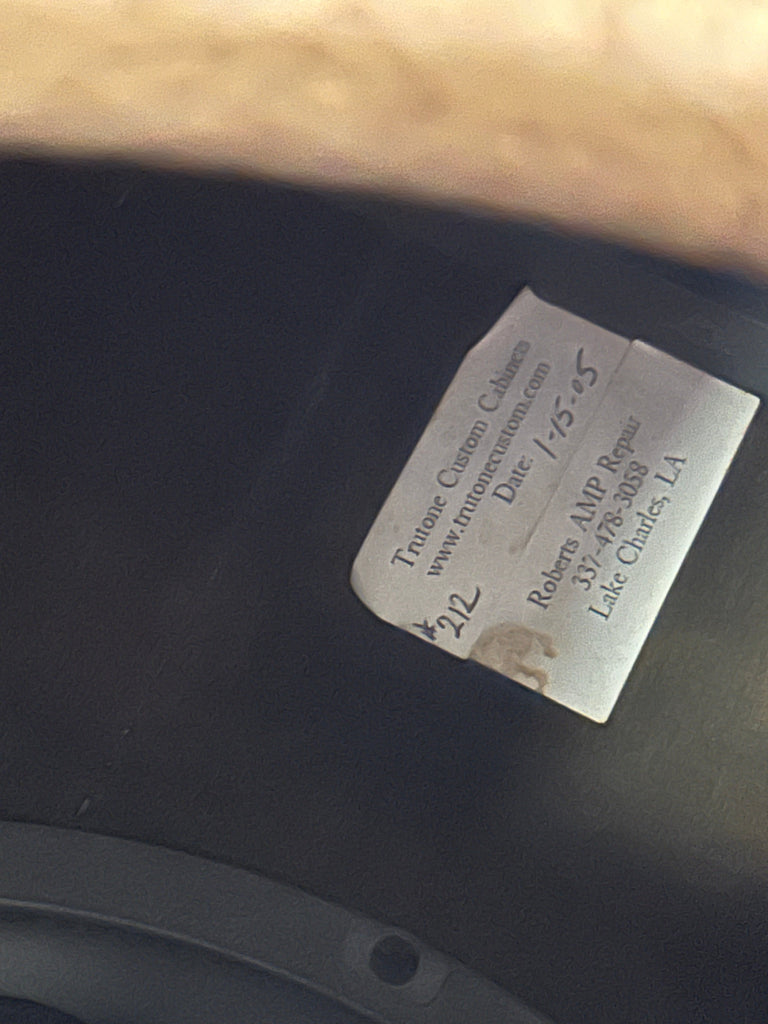 Trutone Custom Cabinets
www.trutonecustom.com
Date: 1-15-05
#212
Roberts AMP Repair
337-478-3058
Lake Charles, LA